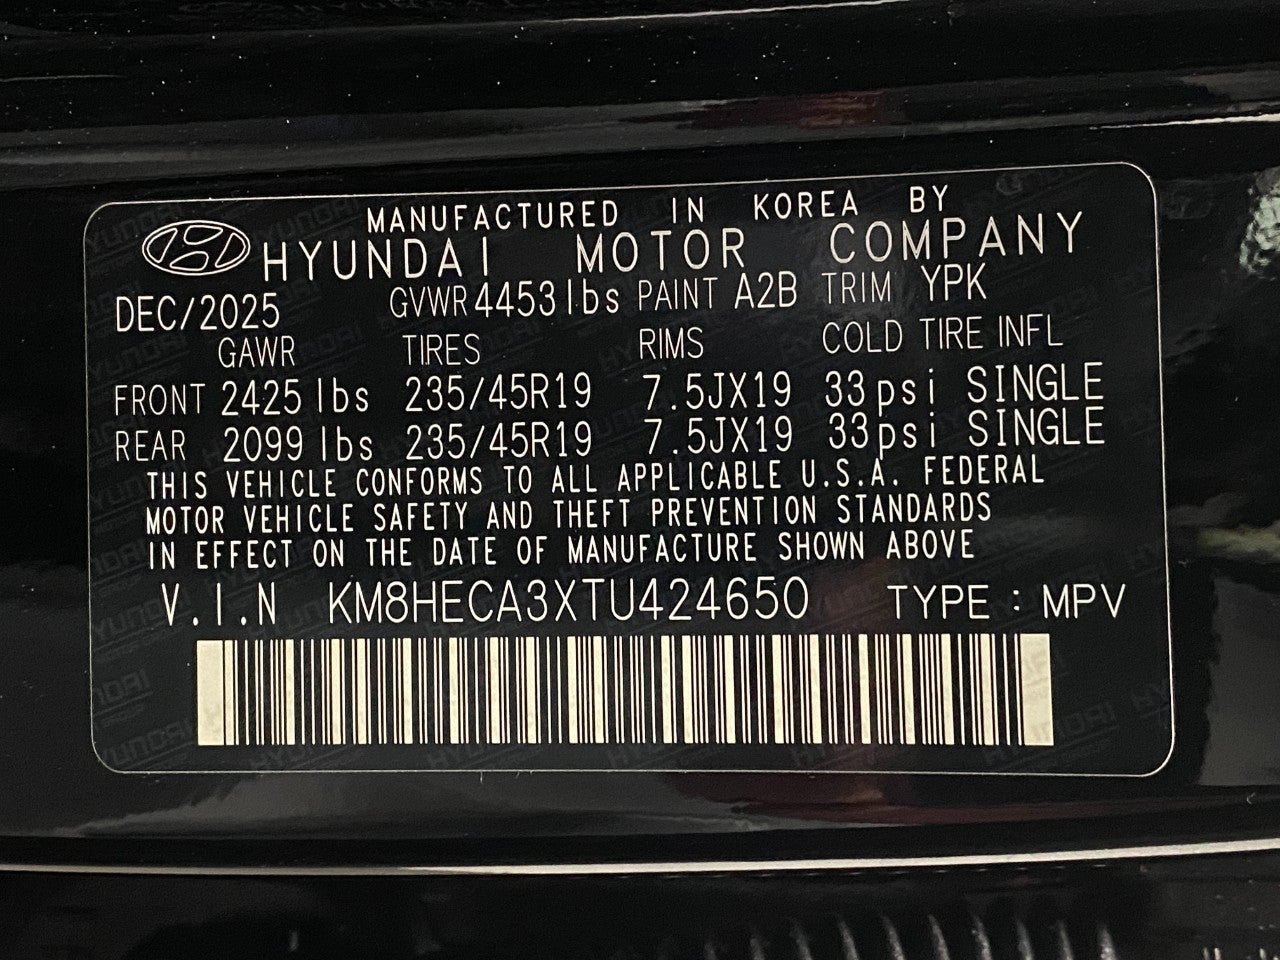 MANUFACTURED IN KOREA BY
HYUNDAI MOTOR COMPANY
DEC/2025 GVWR 4453lbs PAINT A2B TRIM YPK
GAWR TIRES RIMS COLD TIRE INFL
FRONT 2425 lbs 235/45R19 7.5JX19 33psi SINGLE
REAR 2099 lbs 235/45R19 7.5JX19 33psi SINGLE
THIS VEHICLE CONFORMS TO ALL APPLICABLE U.S.A. FEDERAL
MOTOR VEHICLE SAFETY AND THEFT PREVENTION STANDARDS
IN EFFECT ON THE DATE OF MANUFACTURE SHOWN ABOVE
V.I.N KM8HECA3XTU424650 TYPE : MPV